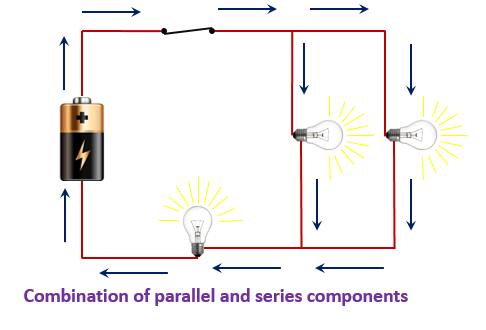 Combination of parallel and series components